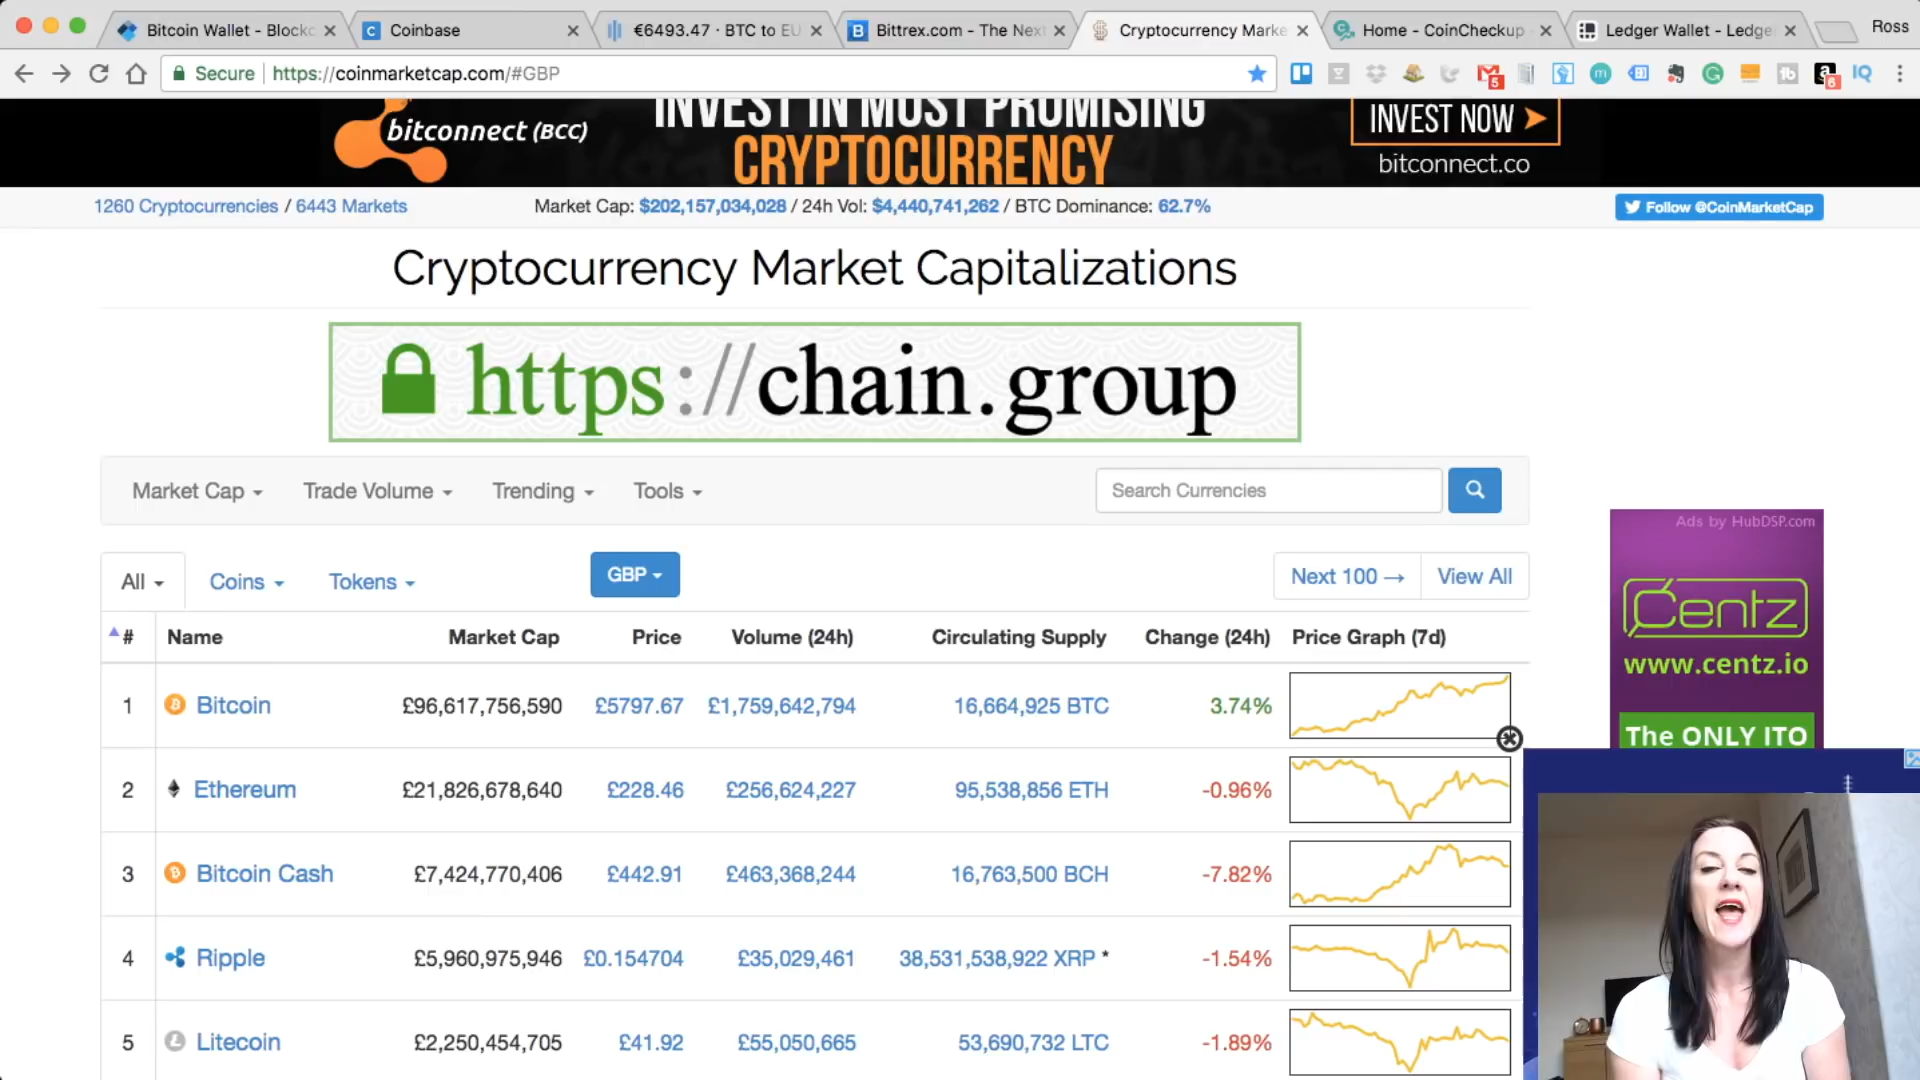 Bitcoin Wallet - Blockc
Coinbase
€6493.47 · BTC to EU
Bittrex.com - The Next
Cryptocurrency Marke
Home - CoinCheckup
Ledger Wallet - Ledge
Ross
Secure
https://coinmarketcap.com/#GBP
5
m
tb
a
6
IQ
bitconnect (BCC)
INVEST IN MOST PROMISING
CRYPTOCURRENCY
INVEST NOW
bitconnect.co
1260 Cryptocurrencies / 6443 Markets
Market Cap: $202,157,034,028 / 24h Vol: $4,440,741,262 / BTC Dominance: 62.7%
Follow @CoinMarketCap
Cryptocurrency Market Capitalizations
https://chain.group
Market Cap Trade Volume Trending Tools
Search Currencies
All Coins Tokens
GBP
Next 100 → View All
# Name Market Cap Price Volume (24h) Circulating Supply Change (24h) Price Graph (7d)
1 Bitcoin £96,617,756,590 £5797.67 £1,759,642,794 16,664,925 BTC 3.74%
2 Ethereum £21,826,678,640 £228.46 £256,624,227 95,538,856 ETH -0.96%
3 Bitcoin Cash £7,424,770,406 £442.91 £463,368,244 16,763,500 BCH -7.82%
4 Ripple £5,960,975,946 £0.154704 £35,029,461 38,531,538,922 XRP * -1.54%
5 Litecoin £2,250,454,705 £41.92 £55,050,665 53,690,732 LTC -1.89%
Ads by HubDSP.com
Centz
www.centz.io
The ONLY ITO